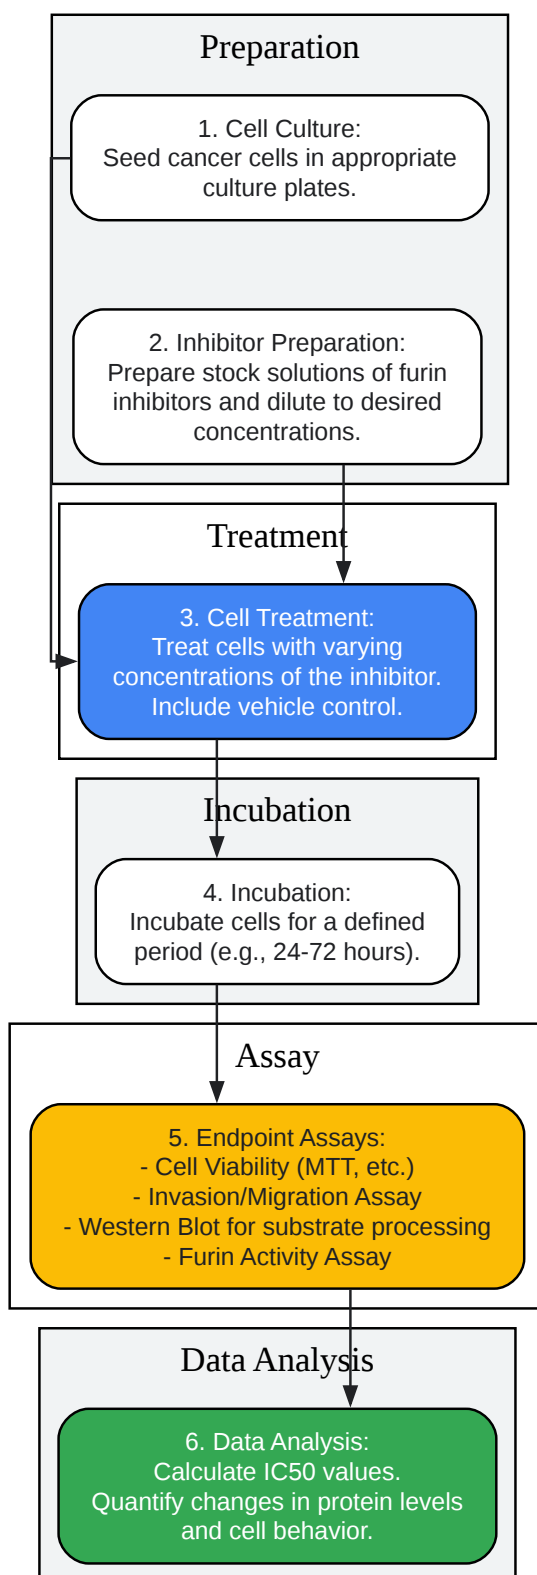 Preparation
1. Cell Culture:
Seed cancer cells in appropriate
culture plates.
2. Inhibitor Preparation:
Prepare stock solutions of furin
inhibitors and dilute to desired
concentrations.
Treatment
3. Cell Treatment:
Treat cells with varying
concentrations of the inhibitor.
Include vehicle control.
Incubation
4. Incubation:
Incubate cells for a defined
period (e.g., 24-72 hours).
Assay
5. Endpoint Assays:
- Cell Viability (MTT, etc.)
- Invasion/Migration Assay
- Western Blot for substrate processing
- Furin Activity Assay
Data Analysis
6. Data Analysis:
Calculate IC50 values.
Quantify changes in protein levels
and cell behavior.